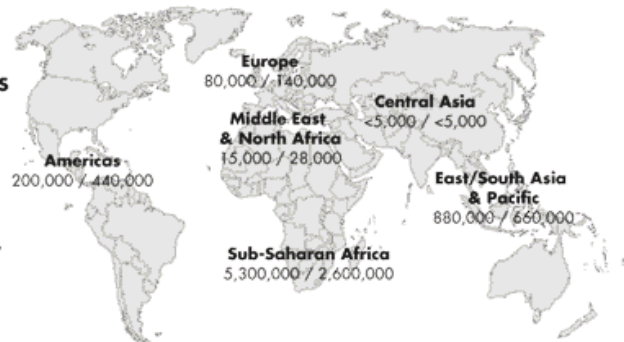 s
Europe
80,000 / 140,000
Central Asia
<5,000 / <5,000
Middle East
& North Africa
15,000 / 28,000
Americas
200,000 / 440,000
East/South Asia
& Pacific
880,000 / 660,000
Sub-Saharan Africa
5,300,000 / 2,600,000